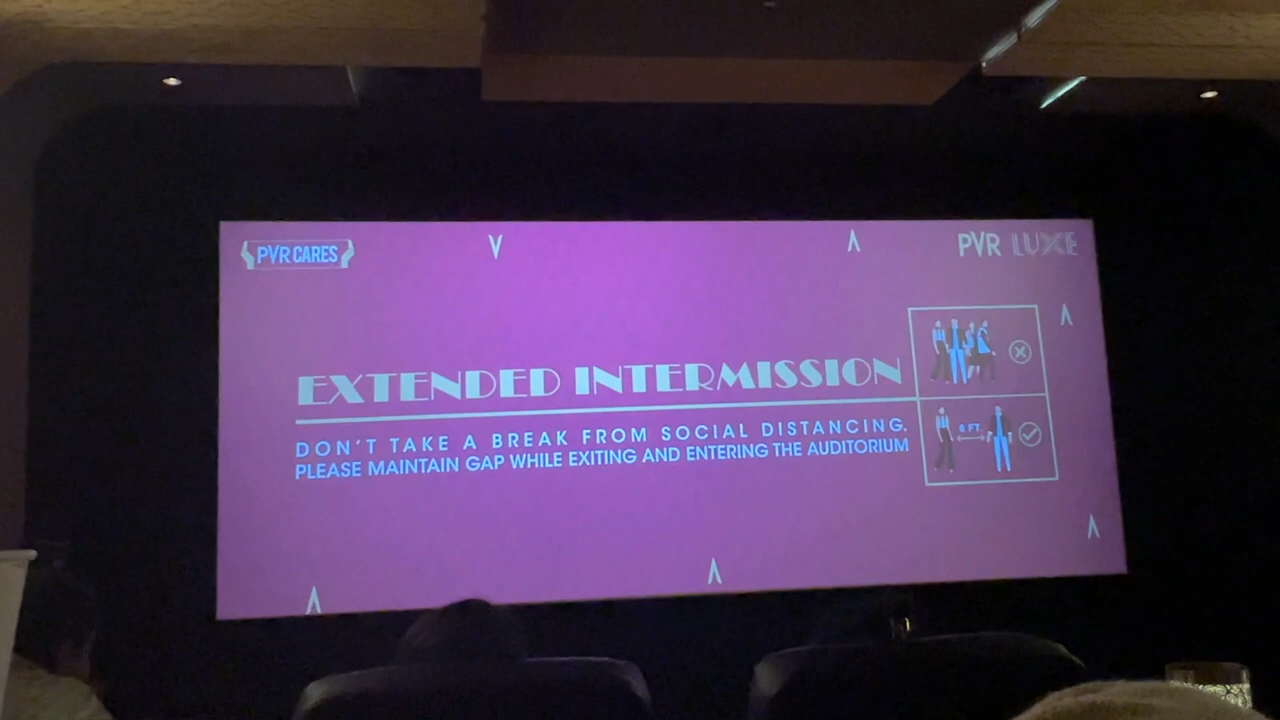 PVR CARES
PVR LUXE
EXTENDED INTERMISSION
DON'T TAKE A BREAK FROM SOCIAL DISTANCING.
PLEASE MAINTAIN GAP WHILE EXITING AND ENTERING THE AUDITORIUM
6 FT